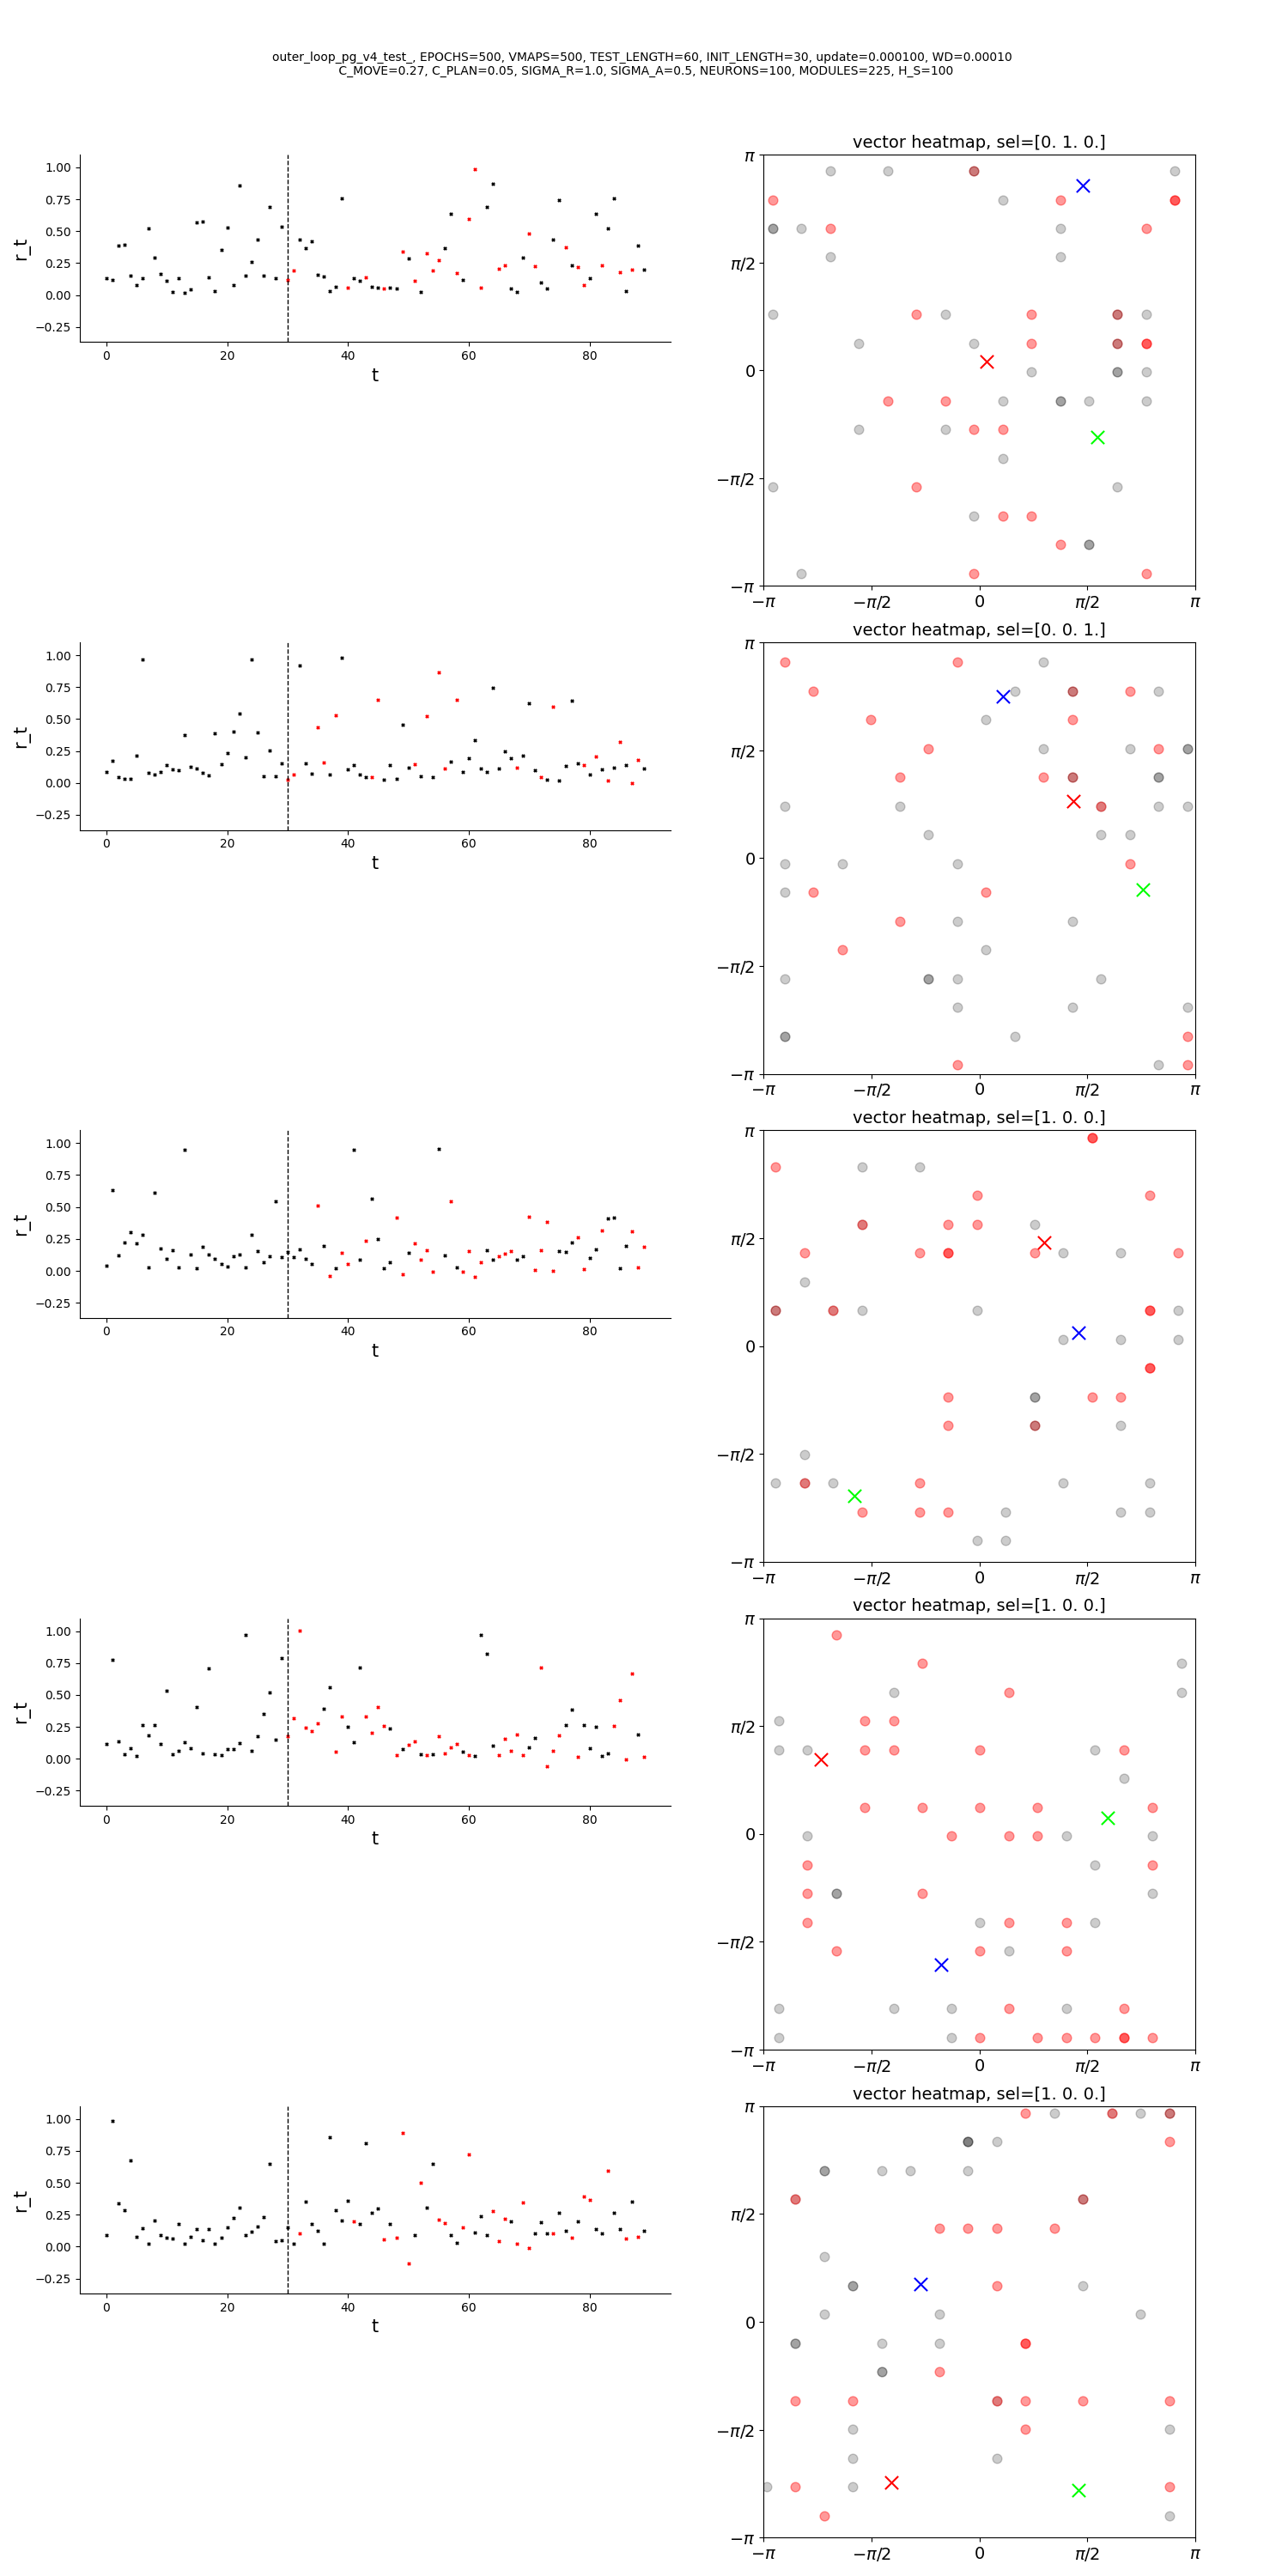 outer_loop_pg_v4_test_, EPOCHS=500, VMAPS=500, TEST_LENGTH=60, INIT_LENGTH=30, update=0.000100, WD=0.00010
C_MOVE=0.27, C_PLAN=0.05, SIGMA_R=1.0, SIGMA_A=0.5, NEURONS=100, MODULES=225, H_S=100
r_t
1.00
0.75
0.50
0.25
0.00
−0.25
0 20 40 60 80
t
vector heatmap, sel=[0. 1. 0.]
π
π/2
0
−π/2
−π
−π −π/2 0 π/2 π
r_t
1.00
0.75
0.50
0.25
0.00
−0.25
0 20 40 60 80
t
vector heatmap, sel=[0. 0. 1.]
π
π/2
0
−π/2
−π
−π −π/2 0 π/2 π
r_t
1.00
0.75
0.50
0.25
0.00
−0.25
0 20 40 60 80
t
vector heatmap, sel=[1. 0. 0.]
π
π/2
0
−π/2
−π
−π −π/2 0 π/2 π
r_t
1.00
0.75
0.50
0.25
0.00
−0.25
0 20 40 60 80
t
vector heatmap, sel=[1. 0. 0.]
π
π/2
0
−π/2
−π
−π −π/2 0 π/2 π
r_t
1.00
0.75
0.50
0.25
0.00
−0.25
0 20 40 60 80
t
vector heatmap, sel=[1. 0. 0.]
π
π/2
0
−π/2
−π
−π −π/2 0 π/2 π